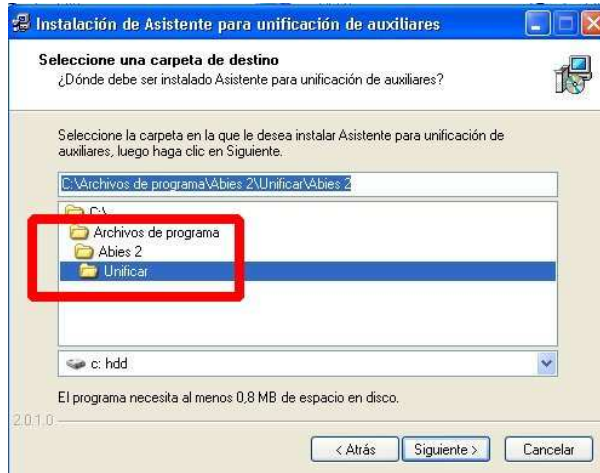 Instalación de Asistente para unificación de auxiliares
Seleccione una carpeta de destino
¿Dónde debe ser instalado Asistente para unificación de auxiliares?
Seleccione la carpeta en la que le desea instalar Asistente para unificación de
auxiliares, luego haga clic en Siguiente.
C:\Archivos de programa\Abies 2\Unificar\Abies 2
C:\
Archivos de programa
Abies 2
Unificar
c: hdd
El programa necesita al menos 0,8 MB de espacio en disco.
2.0.1.0
< Atrás
Siguiente >
Cancelar